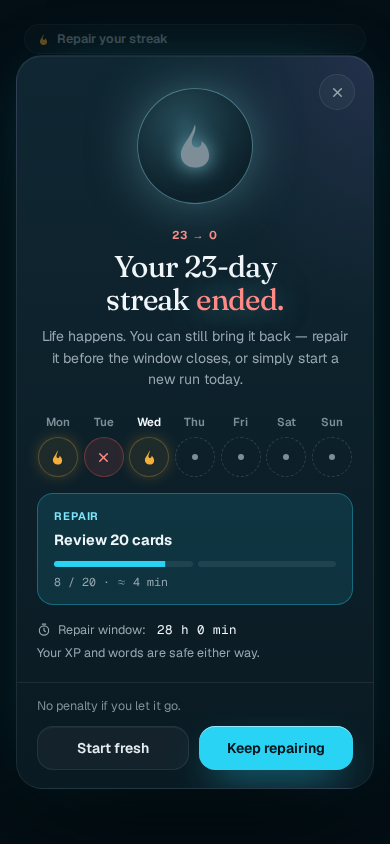 Repair your streak
23 → 0
Your 23-day
streak ended.
Life happens. You can still bring it back — repair
it before the window closes, or simply start a
new run today.
Mon Tue Wed Thu Fri Sat Sun
REPAIR
Review 20 cards
8 / 20 · ≈ 4 min
Repair window: 28 h 0 min
Your XP and words are safe either way.
No penalty if you let it go.
Start fresh Keep repairing